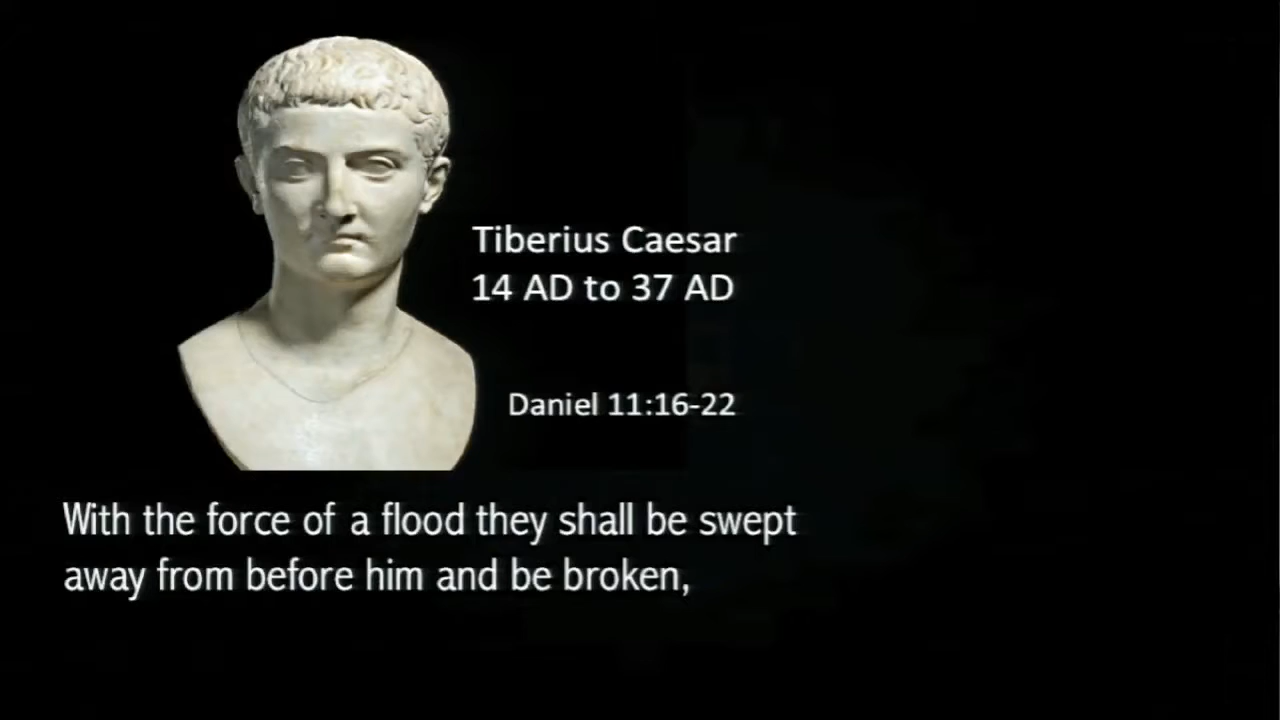 Tiberius Caesar
14 AD to 37 AD
Daniel 11:16-22
With the force of a flood they shall be swept
away from before him and be broken,